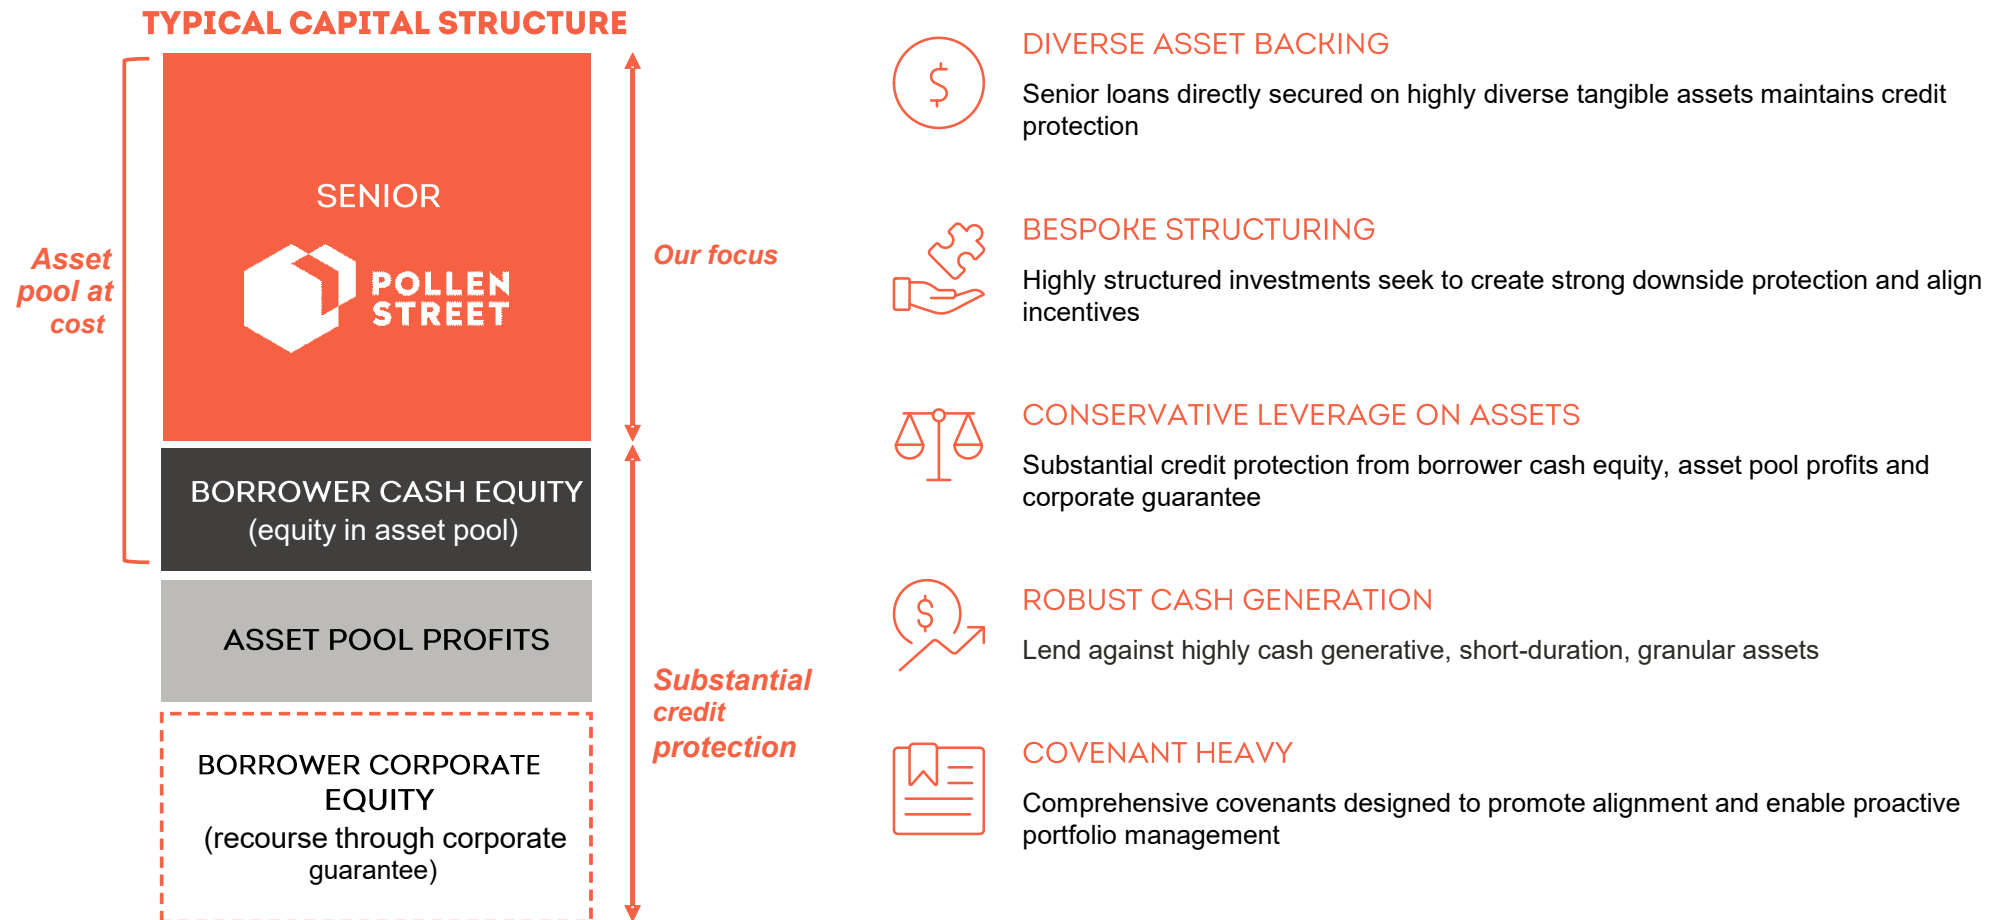 TYPICAL CAPITAL STRUCTURE
Asset
pool at
cost
SENIOR
POLLEN
STREET
Our focus
BORROWER CASH EQUITY
(equity in asset pool)
ASSET POOL PROFITS
Substantial
credit
protection
BORROWER CORPORATE
EQUITY
(recourse through corporate
guarantee)
$
DIVERSE ASSET BACKING
Senior loans directly secured on highly diverse tangible assets maintains credit
protection
BESPOKE STRUCTURING
Highly structured investments seek to create strong downside protection and align
incentives
CONSERVATIVE LEVERAGE ON ASSETS
Substantial credit protection from borrower cash equity, asset pool profits and
corporate guarantee
$
ROBUST CASH GENERATION
Lend against highly cash generative, short-duration, granular assets
COVENANT HEAVY
Comprehensive covenants designed to promote alignment and enable proactive
portfolio management